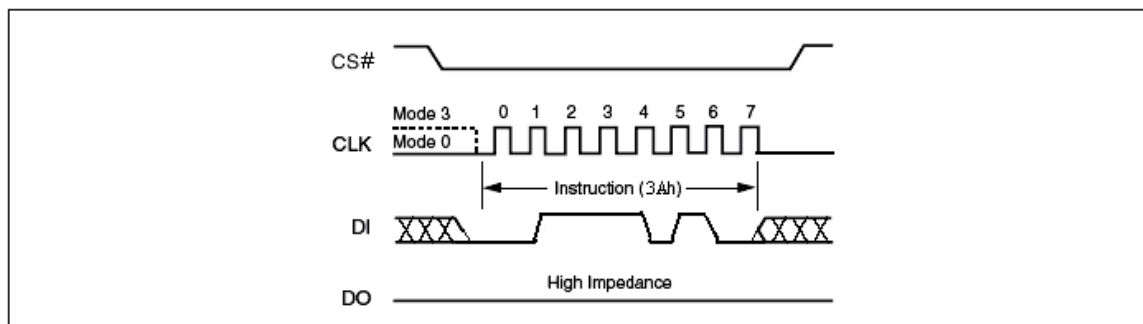 CS#
Mode 3
0 1 2 3 4 5 6 7
CLK
Mode 0
Instruction (3Ah)
DI
High Impedance
DO